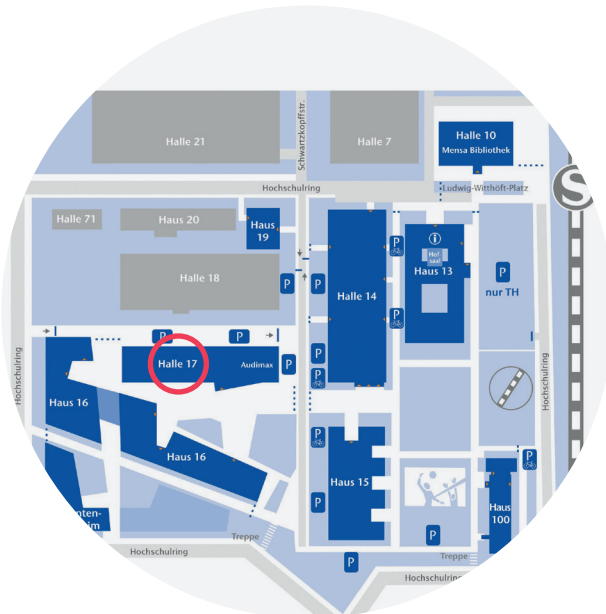 Halle 21
Schwartzkopffstr.
Halle 7
Halle 10
Mensa Bibliothek
Hochschulring
Ludwig-Witthöft-Platz
S
Halle 71
Haus 20
Haus
19
P
i
Hof-
saal
Haus 13
P
nur TH
Halle 18
P
P
Halle 14
P
P
P
Halle 17
Audimax
P
P
P
Hochschulring
Hochschulring
Haus 16
Haus 16
P
Haus 15
P
P
Haus
100
P
Treppe
Hochschulring
P
Treppe
Hochschulring